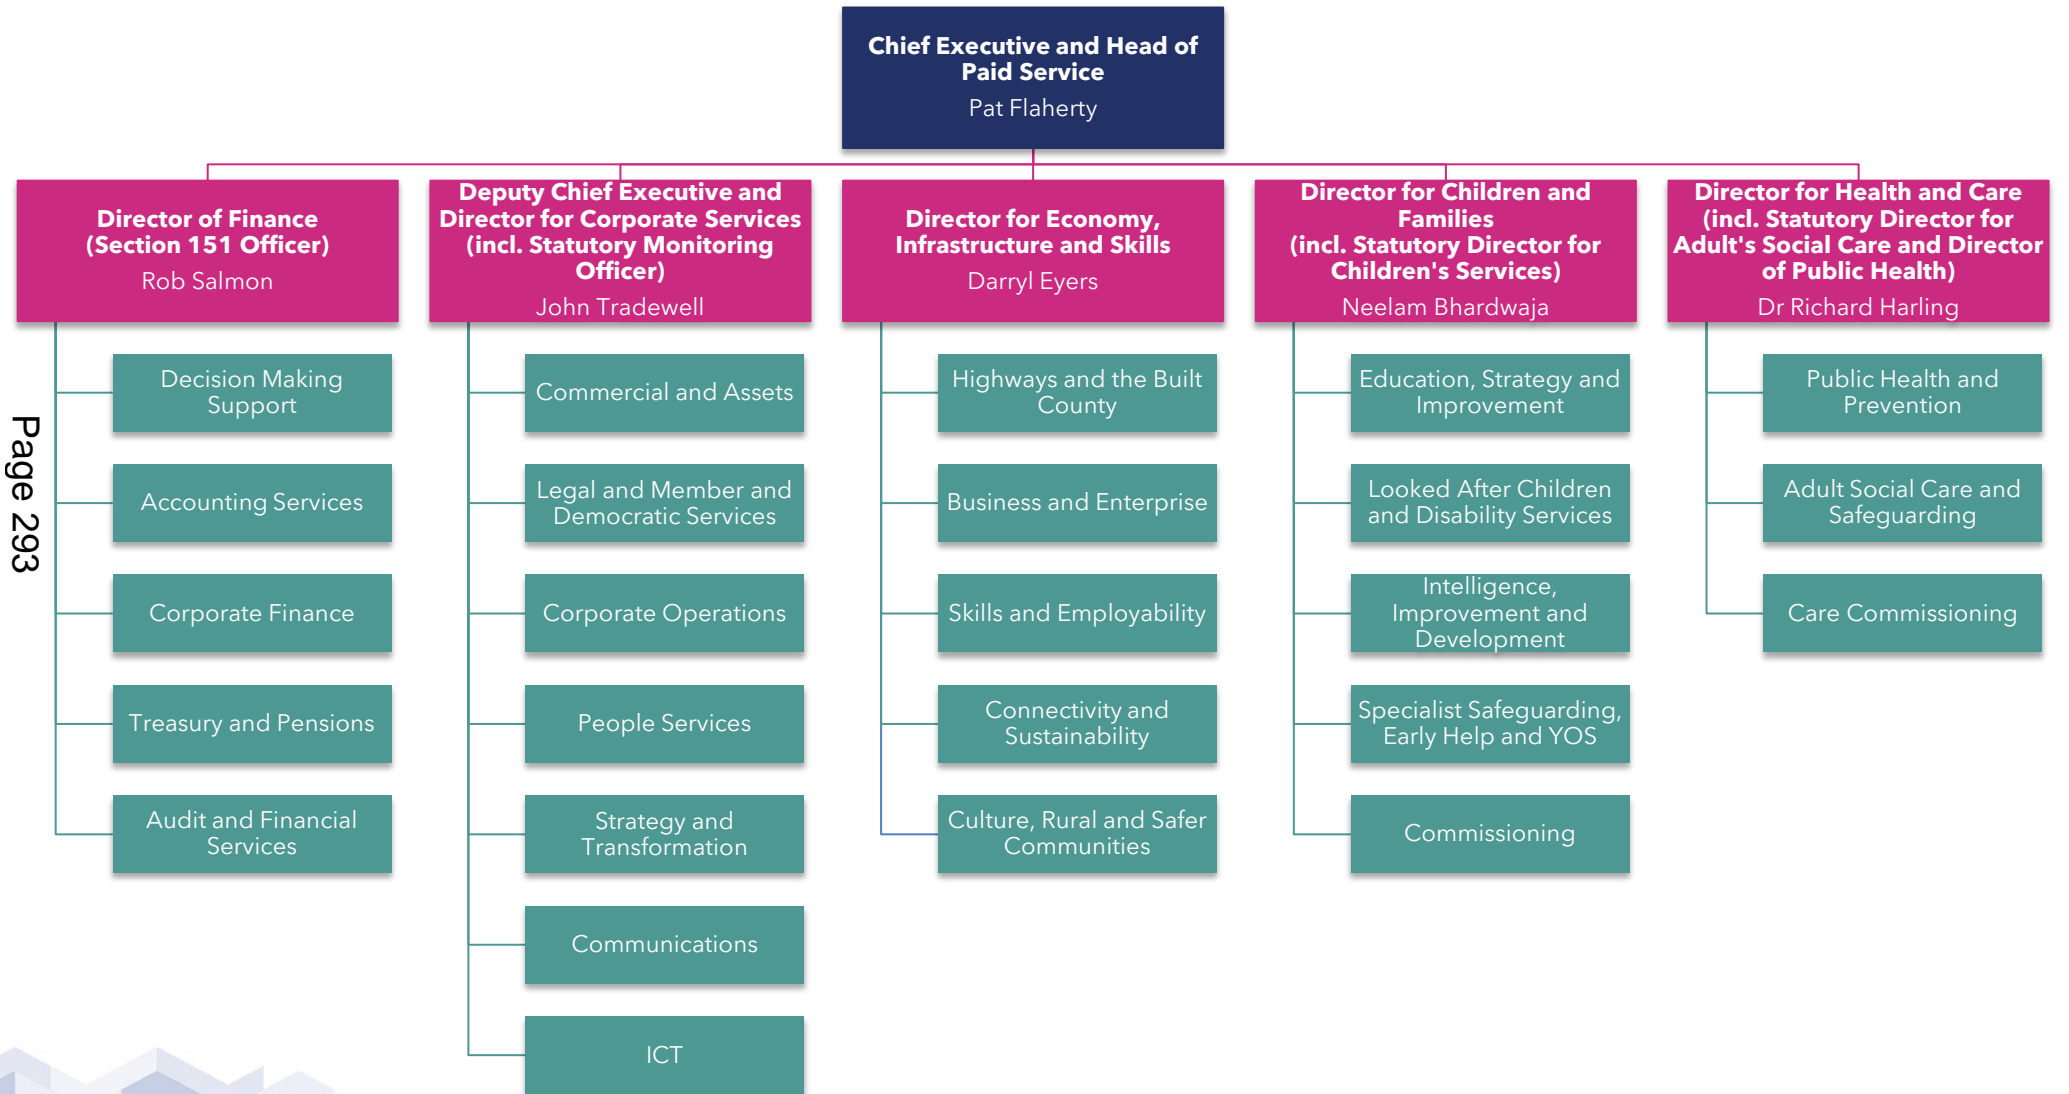 Chief Executive and Head of
Paid Service
Pat Flaherty
Director of Finance
(Section 151 Officer)
Rob Salmon
Deputy Chief Executive and
Director for Corporate Services
(incl. Statutory Monitoring
Officer)
John Tradewell
Director for Economy,
Infrastructure and Skills
Darryl Eyers
Director for Children and
Families
(incl. Statutory Director for
Children's Services)
Neelam Bhardwaja
Director for Health and Care
(incl. Statutory Director for
Adult's Social Care and Director
of Public Health)
Dr Richard Harling
Decision Making
Support
Accounting Services
Corporate Finance
Treasury and Pensions
Audit and Financial
Services
Commercial and Assets
Legal and Member and
Democratic Services
Corporate Operations
People Services
Strategy and
Transformation
Communications
ICT
Highways and the Built
County
Business and Enterprise
Skills and Employability
Connectivity and
Sustainability
Culture, Rural and Safer
Communities
Education, Strategy and
Improvement
Looked After Children
and Disability Services
Intelligence,
Improvement and
Development
Specialist Safeguarding,
Early Help and YOS
Commissioning
Public Health and
Prevention
Adult Social Care and
Safeguarding
Care Commissioning
Page 293